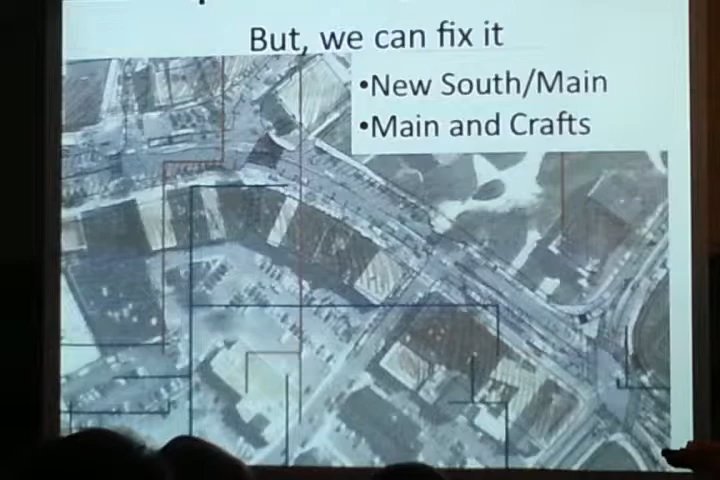 But, we can fix it
•New South/Main
•Main and Crafts